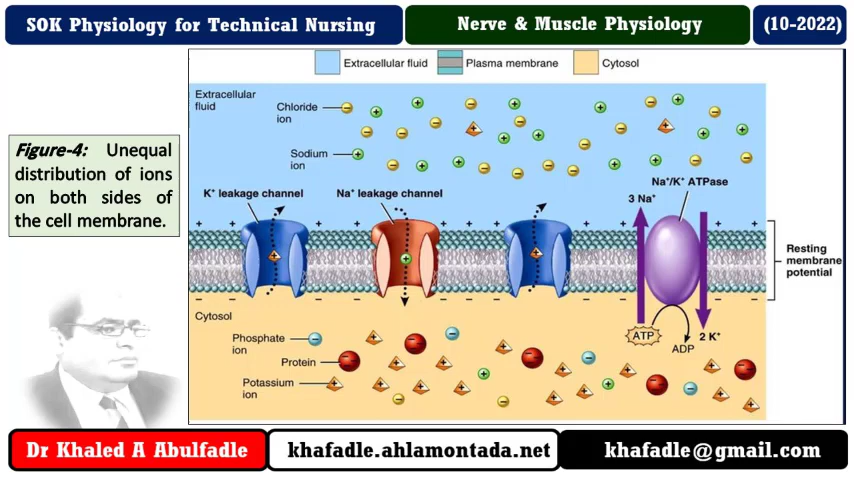 SOK Physiology for Technical Nursing
Nerve & Muscle Physiology
(10-2022)
Extracellular fluid
Plasma membrane
Cytosol
Figure-4: Unequal
distribution of ions
on both sides of
the cell membrane.
Extracellular
fluid
Chloride
ion
Sodium
ion
K⁺ leakage channel
Na⁺ leakage channel
Na⁺/K⁺ ATPase
3 Na⁺
Resting
membrane
potential
Cytosol
Phosphate
ion
Protein
Potassium
ion
ATP
ADP
2 K⁺
Dr Khaled A Abulfadle
khafadle.ahlamontada.net
khafadle@gmail.com